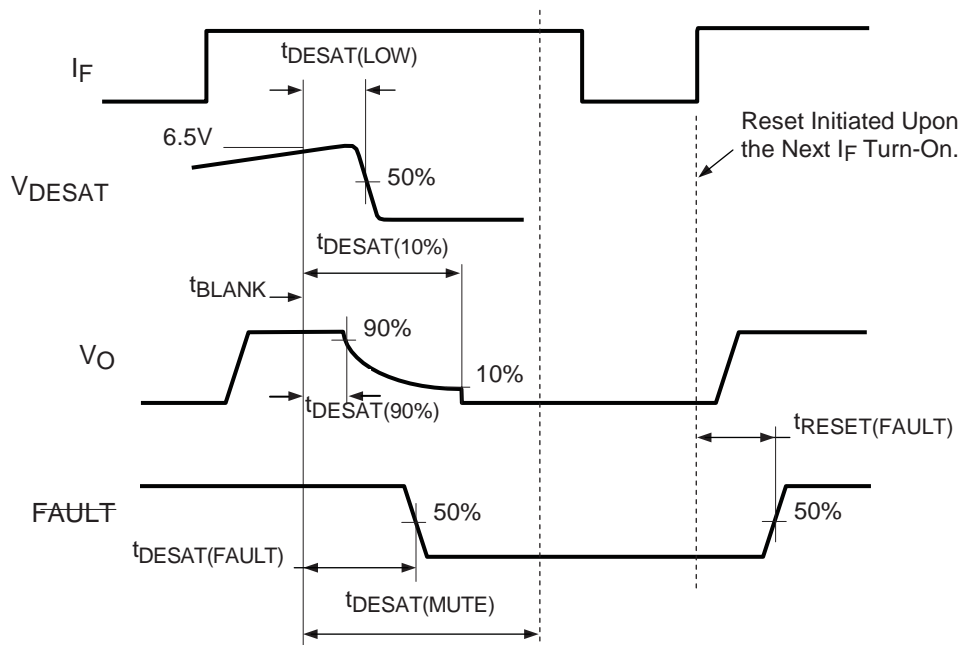 tDESAT(LOW)
IF
Reset Initiated Upon
the Next IF Turn-On.
6.5V
VDESAT
50%
tDESAT(10%)
tBLANK
90%
VO
10%
tDESAT(90%)
tRESET(FAULT)
FAULT
50%
50%
tDESAT(FAULT)
tDESAT(MUTE)